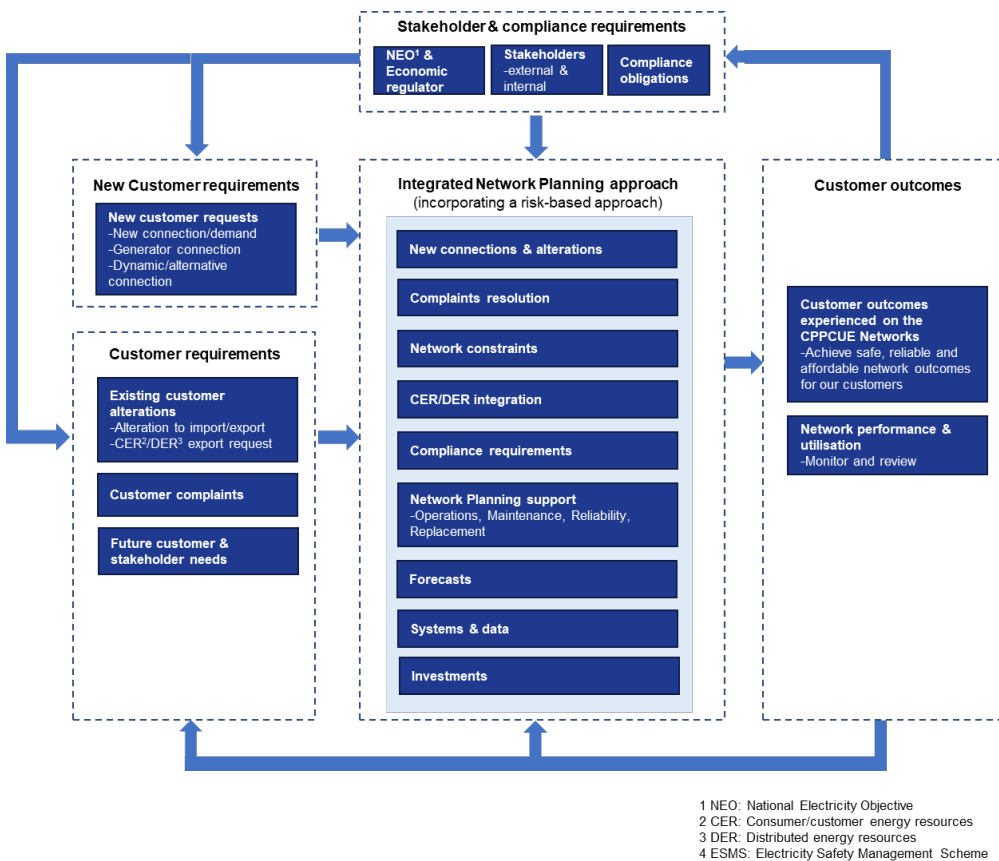 Stakeholder & compliance requirements
NEO¹ &
Economic
regulator
Stakeholders
-external &
internal
Compliance
obligations
New Customer requirements
New customer requests
-New connection/demand
-Generator connection
-Dynamic/alternative
connection
Customer requirements
Existing customer
alterations
-Alteration to import/export
-CER²/DER³ export request
Customer complaints
Future customer &
stakeholder needs
Integrated Network Planning approach
(incorporating a risk-based approach)
New connections & alterations
Complaints resolution
Network constraints
CER/DER integration
Compliance requirements
Network Planning support
-Operations, Maintenance, Reliability,
Replacement
Forecasts
Systems & data
Investments
Customer outcomes
Customer outcomes
experienced on the
CPPCUE Networks
-Achieve safe, reliable and
affordable network outcomes
for our customers
Network performance &
utilisation
-Monitor and review
1 NEO: National Electricity Objective
2 CER: Consumer/customer energy resources
3 DER: Distributed energy resources
4 ESMS: Electricity Safety Management Scheme